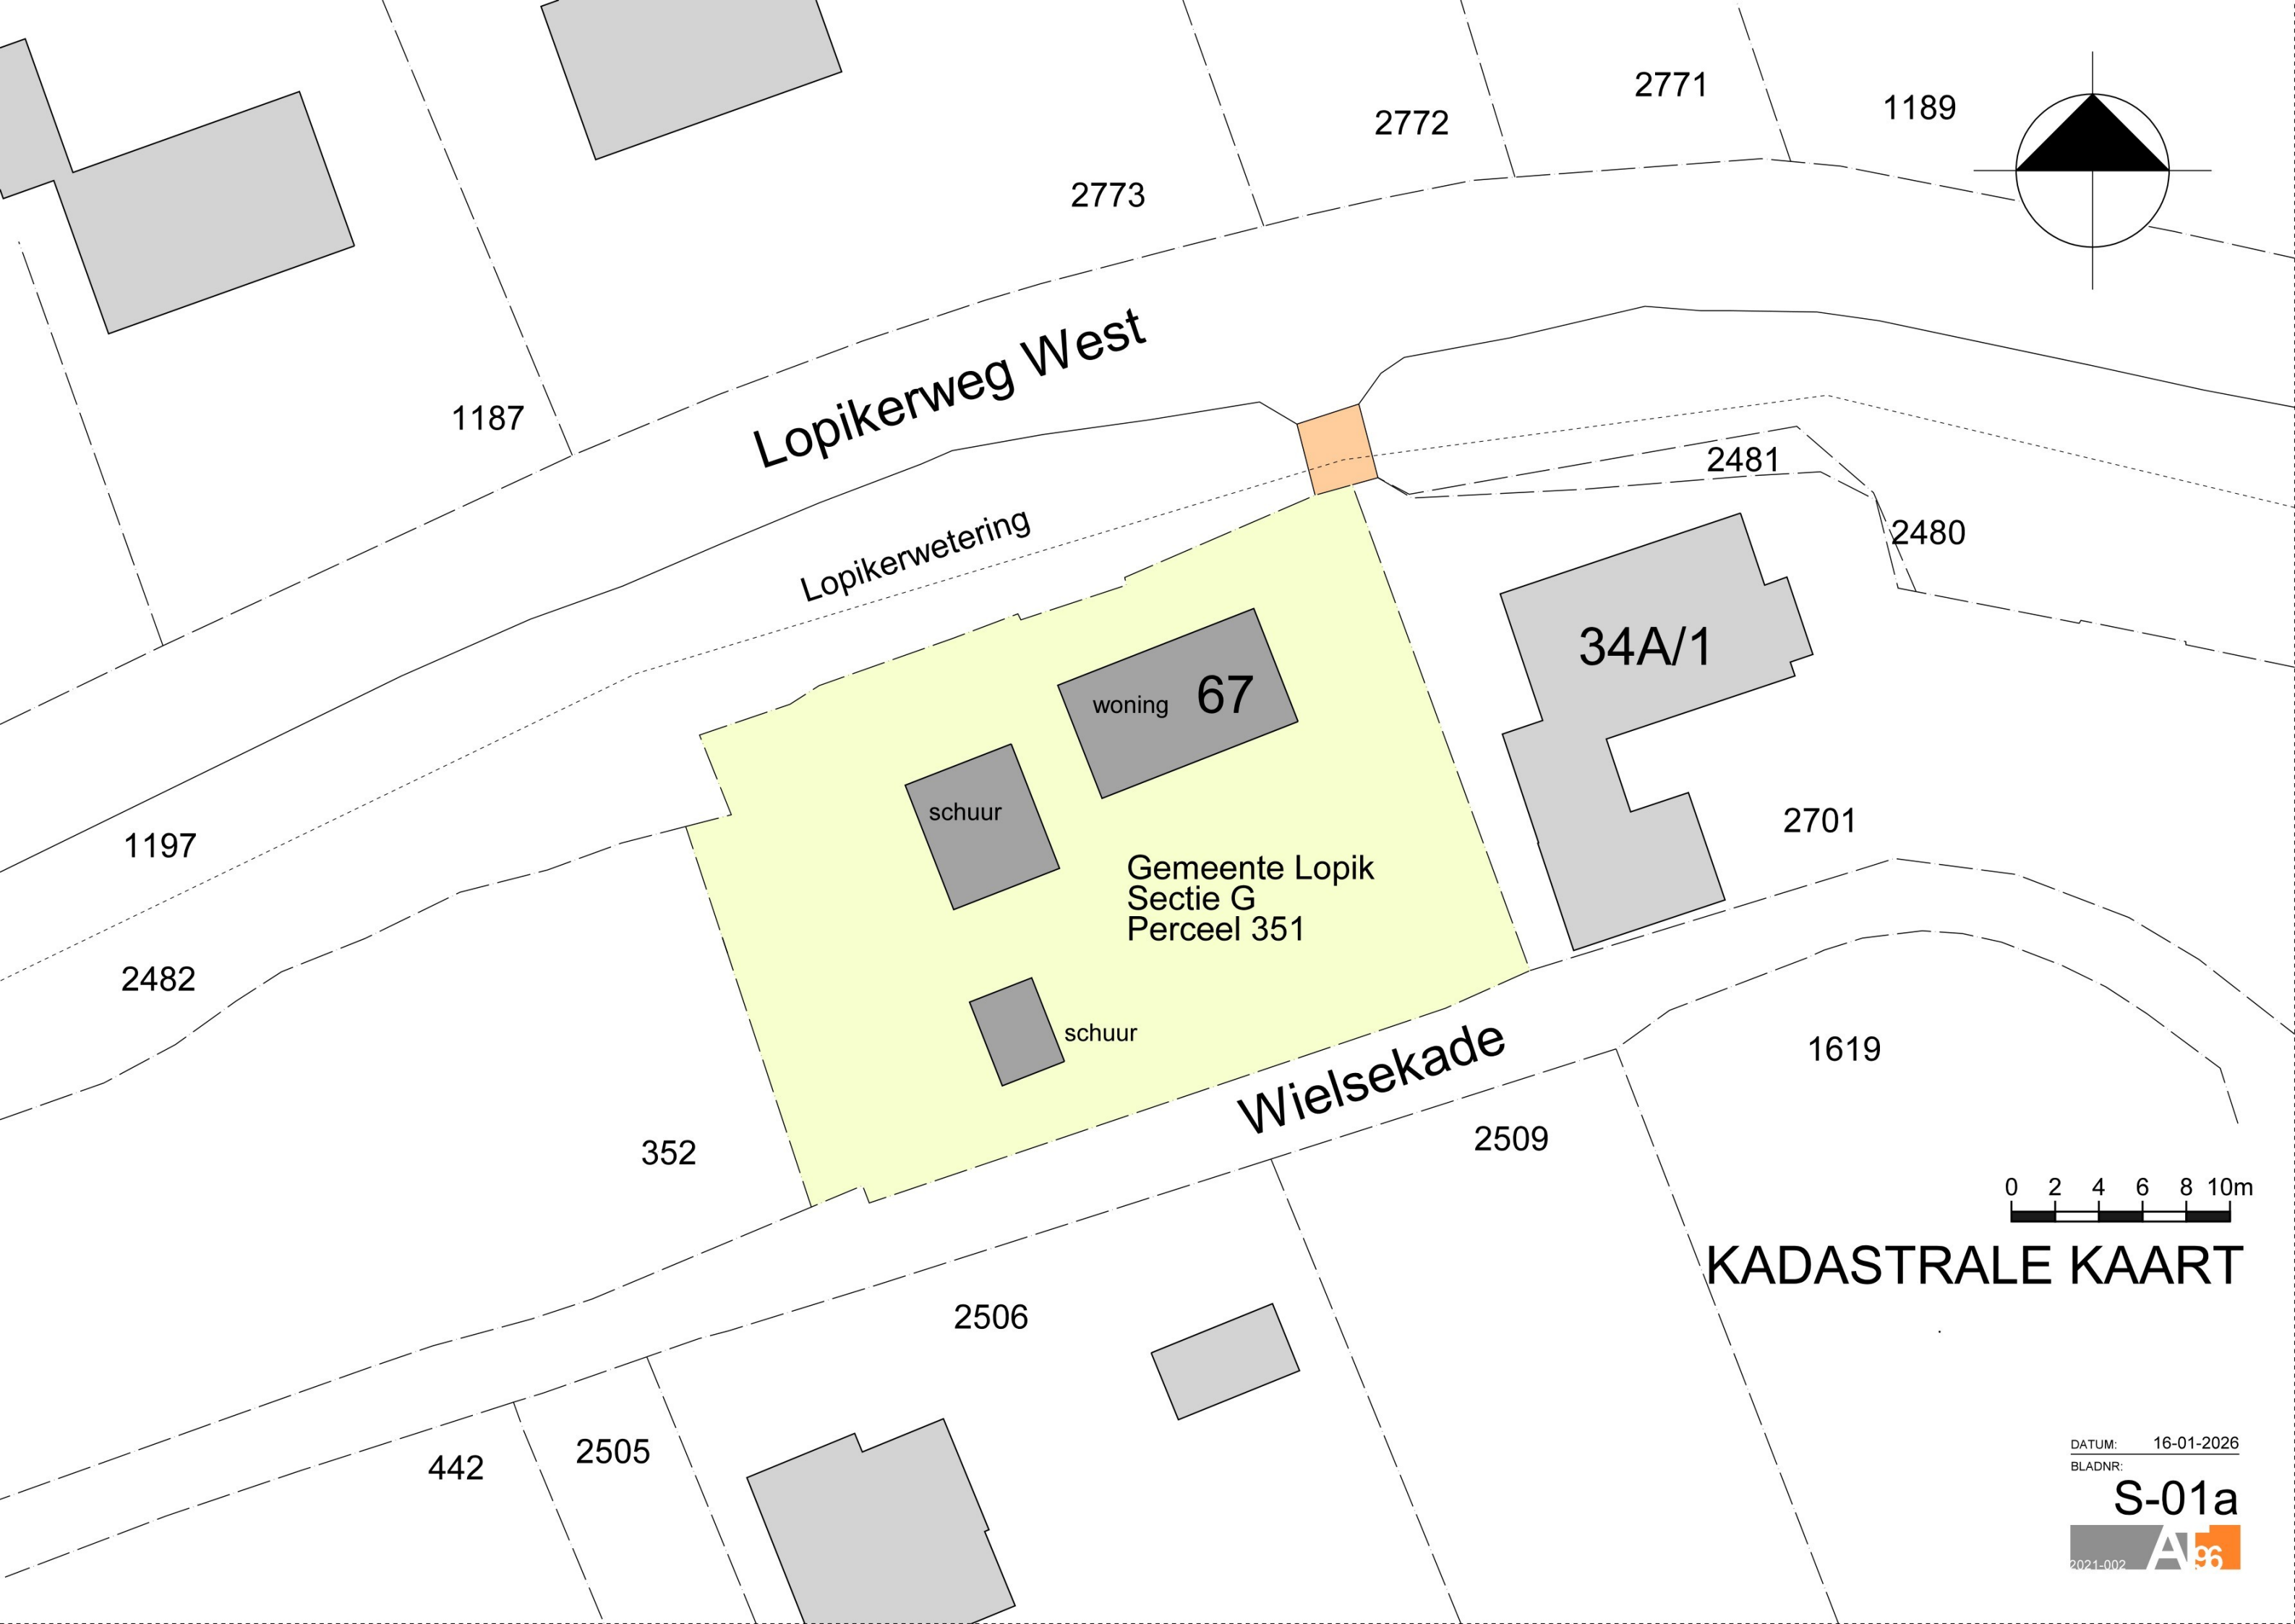 2771
1189
2772
2773
Lopikerweg West
1187
2481
Lopikerwetering
2480
34A/1
woning 67
schuur
2701
1197
Gemeente Lopik
Sectie G
Perceel 351
2482
schuur
Wielsekade
1619
352
2509
0 2 4 6 8 10m
KADASTRALE KAART
2506
442
2505
DATUM: 16-01-2026
BLADNR:
S-01a
2021-002 AT96